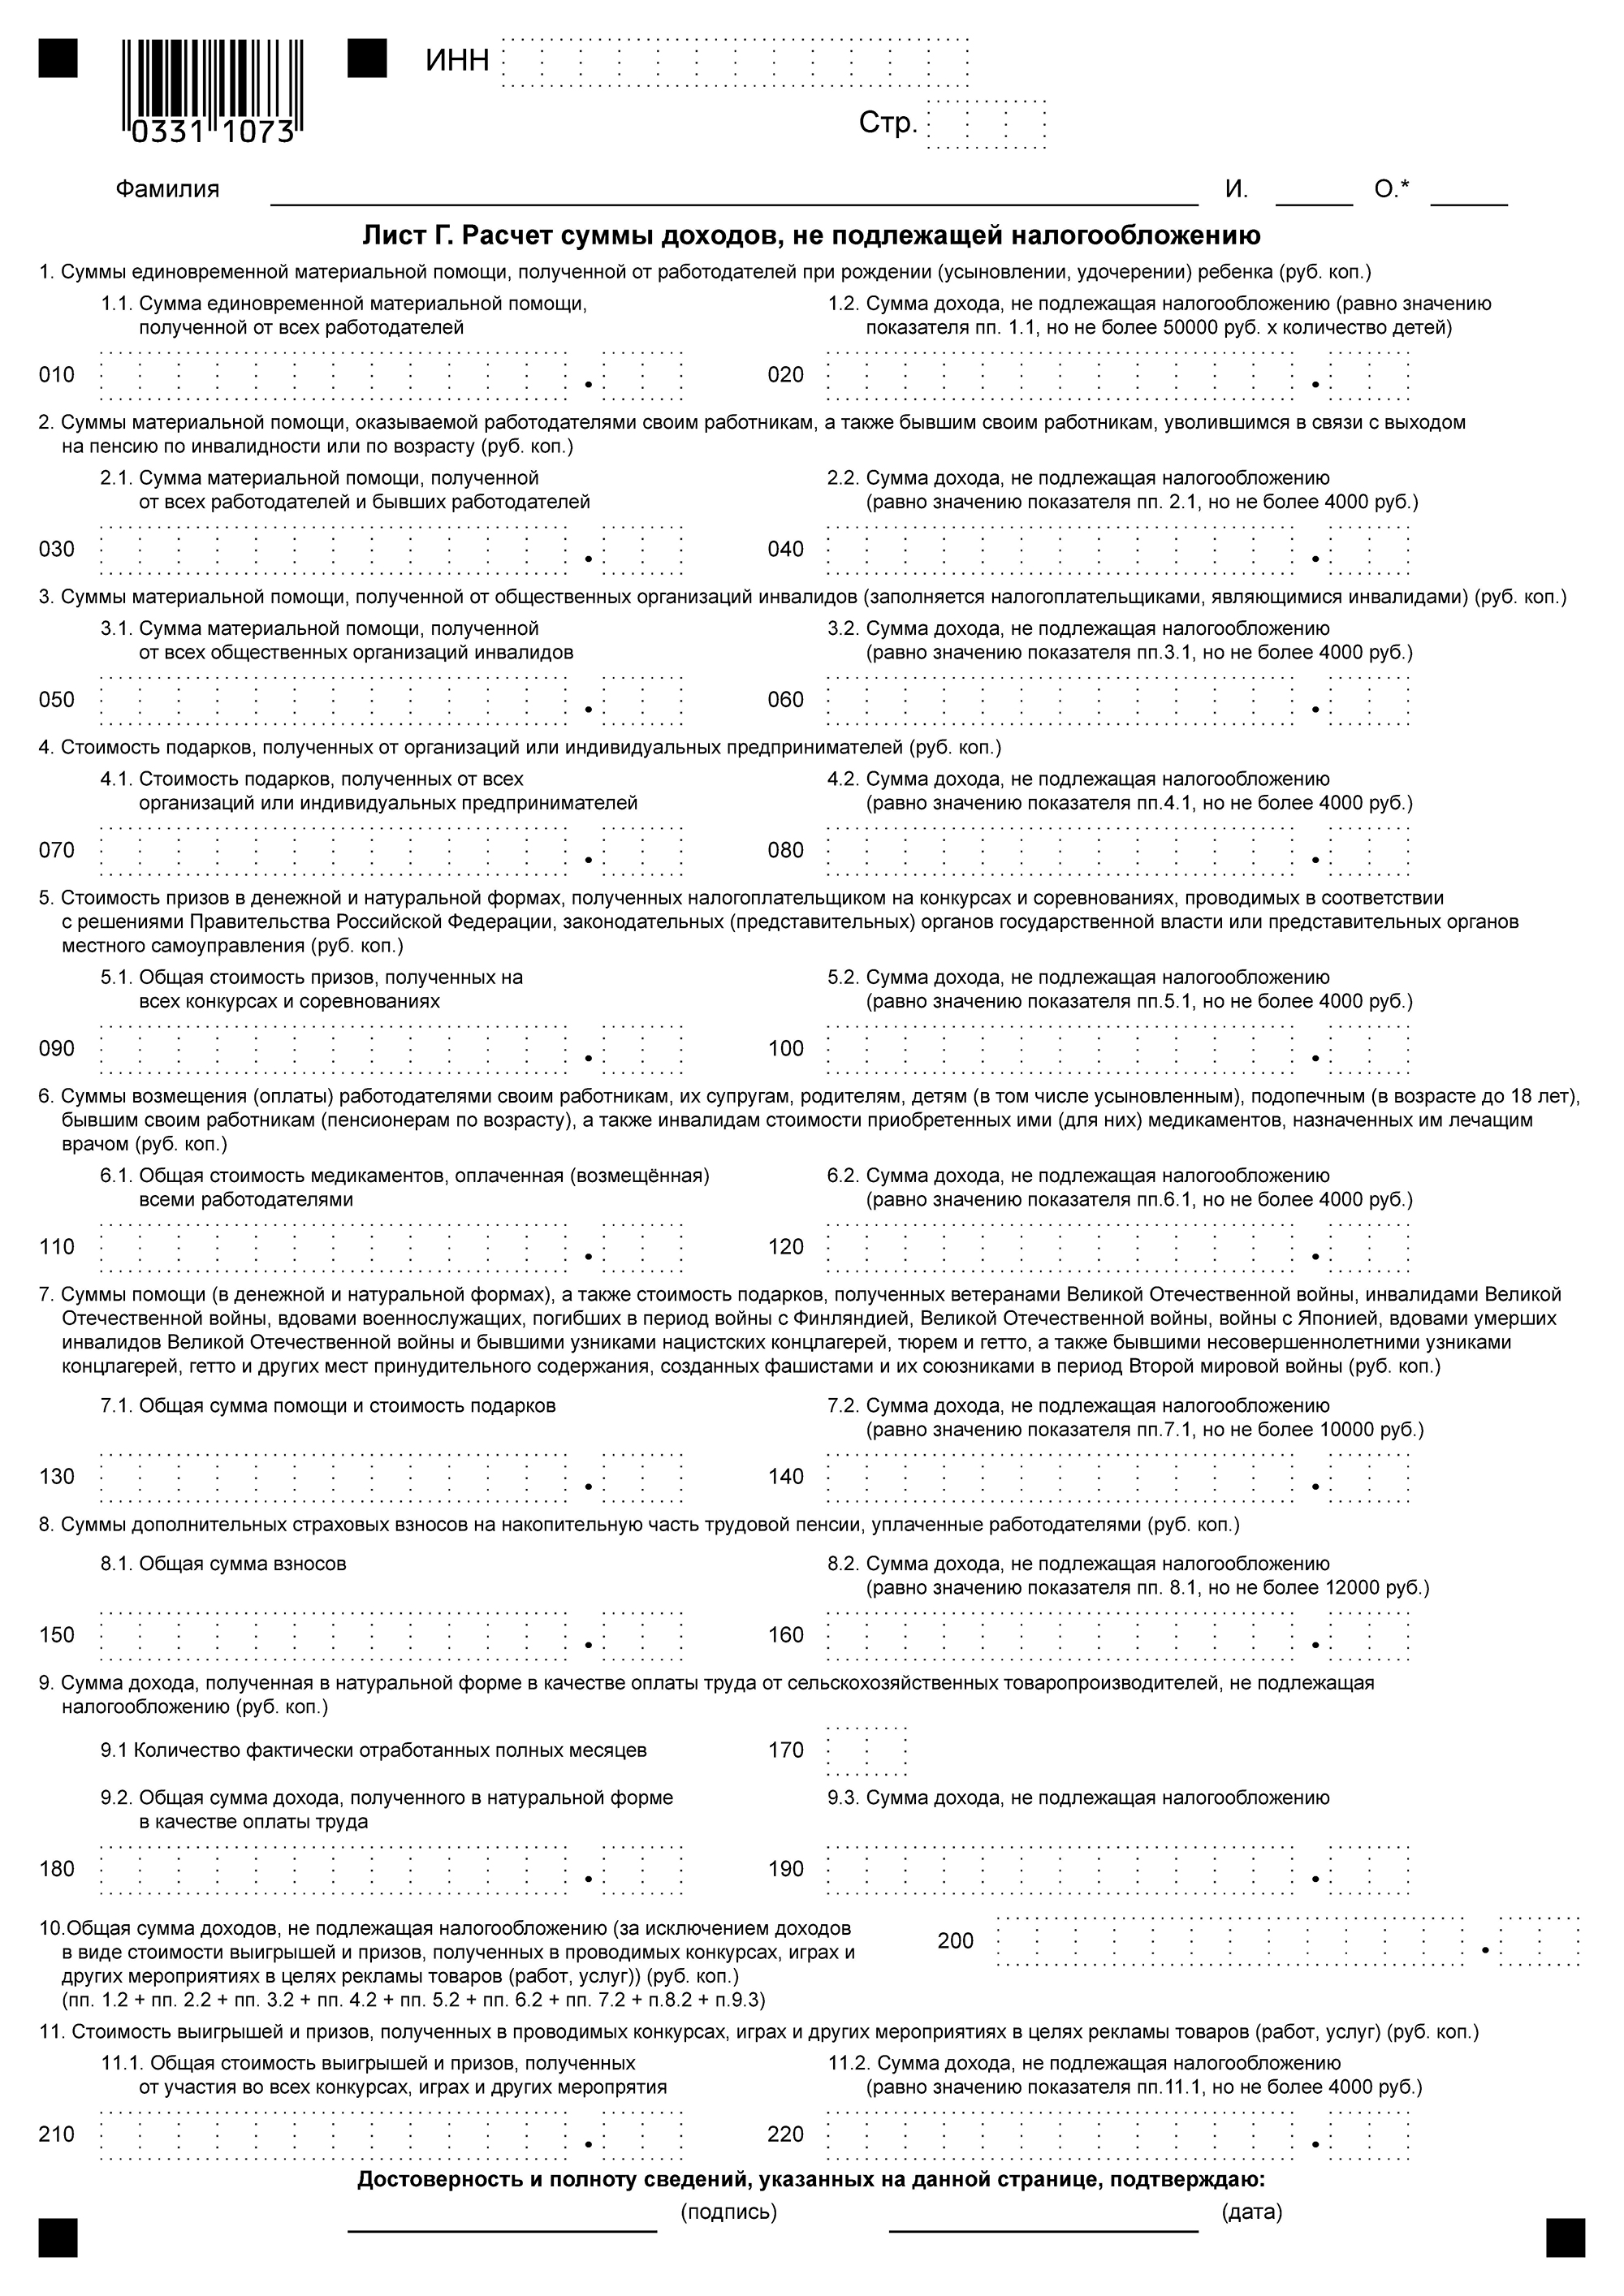 ИНН
0331 1073
Стр.
Фамилия И. О.*
Лист Г. Расчет суммы доходов, не подлежащей налогообложению
1. Суммы единовременной материальной помощи, полученной от работодателей при рождении (усыновлении, удочерении) ребенка (руб. коп.)
1.1. Сумма единовременной материальной помощи,
полученной от всех работодателей
1.2. Сумма дохода, не подлежащая налогообложению (равно значению
показателя пп. 1.1, но не более 50000 руб. х количество детей)
010 . 020 .
2. Суммы материальной помощи, оказываемой работодателями своим работникам, а также бывшим своим работникам, уволившимся в связи с выходом
на пенсию по инвалидности или по возрасту (руб. коп.)
2.1. Сумма материальной помощи, полученной
от всех работодателей и бывших работодателей
2.2. Сумма дохода, не подлежащая налогообложению
(равно значению показателя пп. 2.1, но не более 4000 руб.)
030 . 040 .
3. Суммы материальной помощи, полученной от общественных организаций инвалидов (заполняется налогоплательщиками, являющимися инвалидами) (руб. коп.)
3.1. Сумма материальной помощи, полученной
от всех общественных организаций инвалидов
3.2. Сумма дохода, не подлежащая налогообложению
(равно значению показателя пп.3.1, но не более 4000 руб.)
050 . 060 .
4. Стоимость подарков, полученных от организаций или индивидуальных предпринимателей (руб. коп.)
4.1. Стоимость подарков, полученных от всех
организаций или индивидуальных предпринимателей
4.2. Сумма дохода, не подлежащая налогообложению
(равно значению показателя пп.4.1, но не более 4000 руб.)
070 . 080 .
5. Стоимость призов в денежной и натуральной формах, полученных налогоплательщиком на конкурсах и соревнованиях, проводимых в соответствии
с решениями Правительства Российской Федерации, законодательных (представительных) органов государственной власти или представительных органов
местного самоуправления (руб. коп.)
5.1. Общая стоимость призов, полученных на
всех конкурсах и соревнованиях
5.2. Сумма дохода, не подлежащая налогообложению
(равно значению показателя пп.5.1, но не более 4000 руб.)
090 . 100 .
6. Суммы возмещения (оплаты) работодателями своим работникам, их супругам, родителям, детям (в том числе усыновленным), подопечным (в возрасте до 18 лет),
бывшим своим работникам (пенсионерам по возрасту), а также инвалидам стоимости приобретенных ими (для них) медикаментов, назначенных им лечащим
врачом (руб. коп.)
6.1. Общая стоимость медикаментов, оплаченная (возмещённая)
всеми работодателями
6.2. Сумма дохода, не подлежащая налогообложению
(равно значению показателя пп.6.1, но не более 4000 руб.)
110 . 120 .
7. Суммы помощи (в денежной и натуральной формах), а также стоимость подарков, полученных ветеранами Великой Отечественной войны, инвалидами Великой
Отечественной войны, вдовами военнослужащих, погибших в период войны с Финляндией, Великой Отечественной войны, войны с Японией, вдовами умерших
инвалидов Великой Отечественной войны и бывшими узниками нацистских концлагерей, тюрем и гетто, а также бывшими несовершеннолетними узниками
концлагерей, гетто и других мест принудительного содержания, созданных фашистами и их союзниками в период Второй мировой войны (руб. коп.)
7.1. Общая сумма помощи и стоимость подарков
7.2. Сумма дохода, не подлежащая налогообложению
(равно значению показателя пп.7.1, но не более 10000 руб.)
130 . 140 .
8. Суммы дополнительных страховых взносов на накопительную часть трудовой пенсии, уплаченные работодателями (руб. коп.)
8.1. Общая сумма взносов
8.2. Сумма дохода, не подлежащая налогообложению
(равно значению показателя пп. 8.1, но не более 12000 руб.)
150 . 160 .
9. Сумма дохода, полученная в натуральной форме в качестве оплаты труда от сельскохозяйственных товаропроизводителей, не подлежащая
налогообложению (руб. коп.)
9.1 Количество фактически отработанных полных месяцев 170
9.2. Общая сумма дохода, полученного в натуральной форме
в качестве оплаты труда
9.3. Сумма дохода, не подлежащая налогообложению
180 . 190 .
10.Общая сумма доходов, не подлежащая налогообложению (за исключением доходов
в виде стоимости выигрышей и призов, полученных в проводимых конкурсах, играх и
других мероприятиях в целях рекламы товаров (работ, услуг)) (руб. коп.)
(пп. 1.2 + пп. 2.2 + пп. 3.2 + пп. 4.2 + пп. 5.2 + пп. 6.2 + пп. 7.2 + п.8.2 + п.9.3)
200 .
11. Стоимость выигрышей и призов, полученных в проводимых конкурсах, играх и других мероприятиях в целях рекламы товаров (работ, услуг) (руб. коп.)
11.1. Общая стоимость выигрышей и призов, полученных
от участия во всех конкурсах, играх и других меропрятия
11.2. Сумма дохода, не подлежащая налогообложению
(равно значению показателя пп.11.1, но не более 4000 руб.)
210 . 220 .
Достоверность и полноту сведений, указанных на данной странице, подтверждаю:
(подпись) (дата)